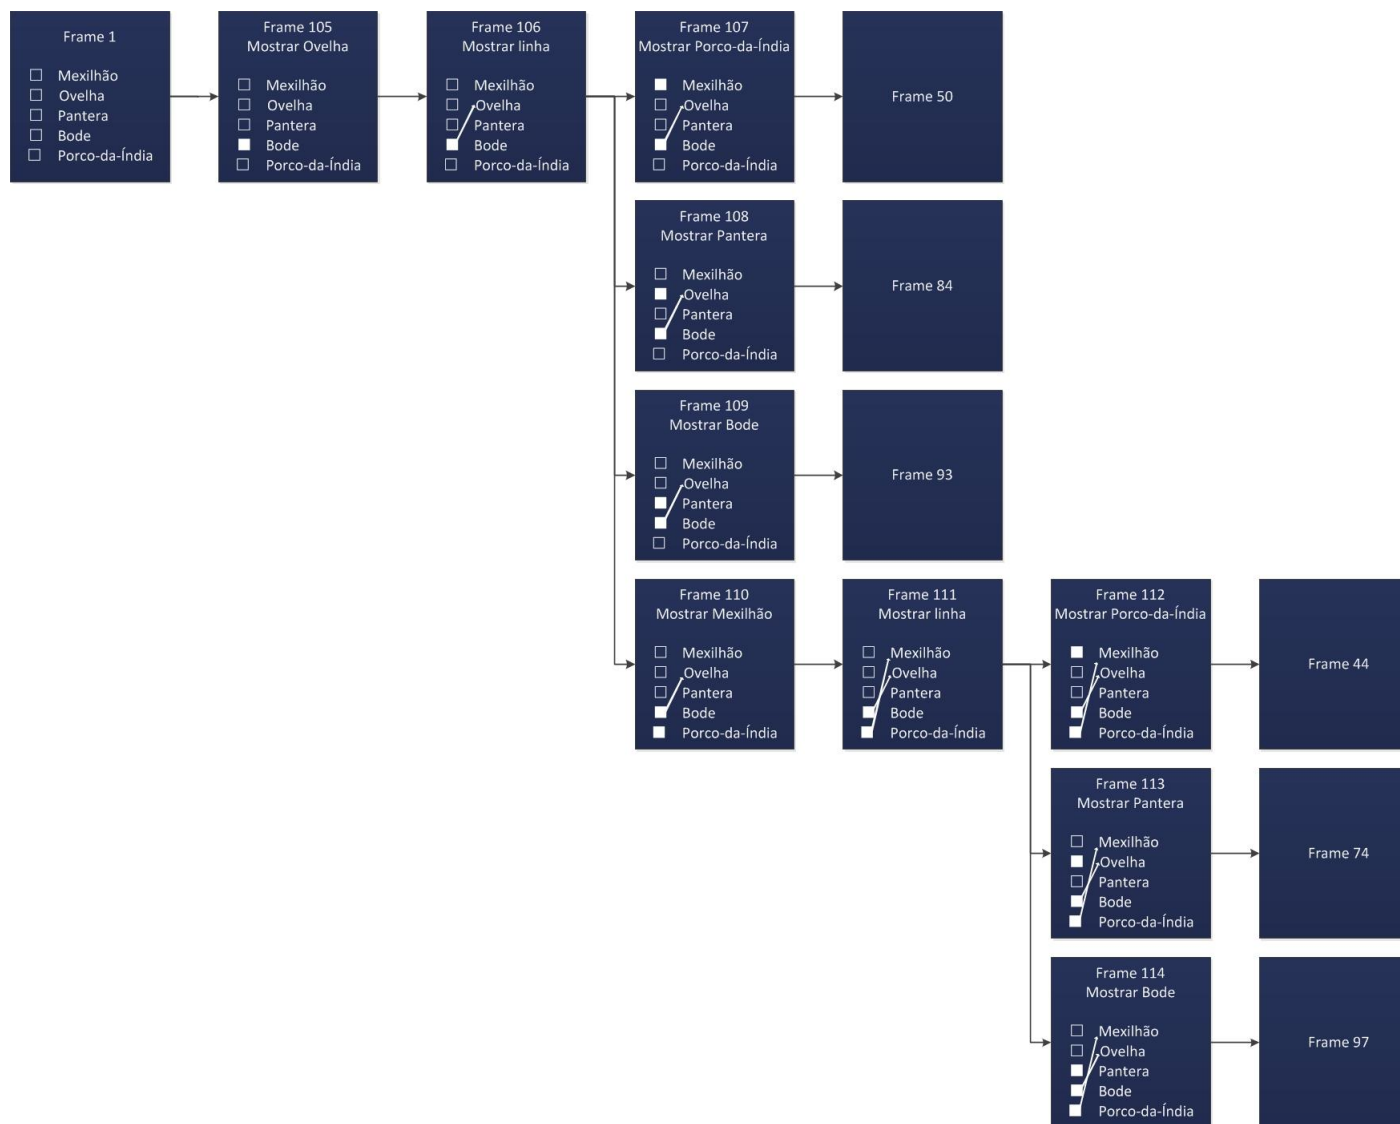 Frame 1
Mexilhão
Ovelha
Pantera
Bode
Porco-da-Índia
Frame 105
Mostrar Ovelha
Mexilhão
Ovelha
Pantera
Bode
Porco-da-Índia
Frame 106
Mostrar linha
Mexilhão
Ovelha
Pantera
Bode
Porco-da-Índia
Frame 107
Mostrar Porco-da-Índia
Mexilhão
Ovelha
Pantera
Bode
Porco-da-Índia
Frame 50
Frame 108
Mostrar Pantera
Mexilhão
Ovelha
Pantera
Bode
Porco-da-Índia
Frame 84
Frame 109
Mostrar Bode
Mexilhão
Ovelha
Pantera
Bode
Porco-da-Índia
Frame 93
Frame 110
Mostrar Mexilhão
Mexilhão
Ovelha
Pantera
Bode
Porco-da-Índia
Frame 111
Mostrar linha
Mexilhão
Ovelha
Pantera
Bode
Porco-da-Índia
Frame 112
Mostrar Porco-da-Índia
Mexilhão
Ovelha
Pantera
Bode
Porco-da-Índia
Frame 44
Frame 113
Mostrar Pantera
Mexilhão
Ovelha
Pantera
Bode
Porco-da-Índia
Frame 74
Frame 114
Mostrar Bode
Mexilhão
Ovelha
Pantera
Bode
Porco-da-Índia
Frame 97